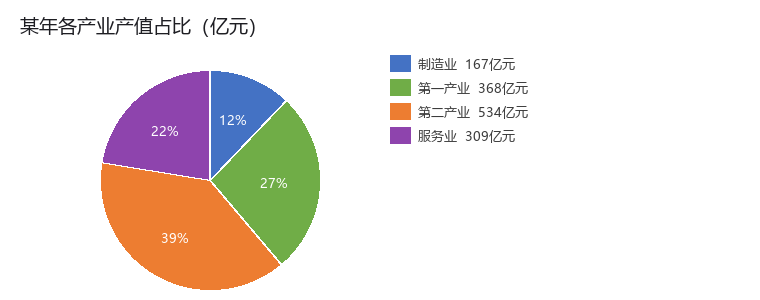 某年各产业产值占比（亿元）
制造业 167亿元
第一产业 368亿元
第二产业 534亿元
服务业 309亿元
12%
22%
27%
39%